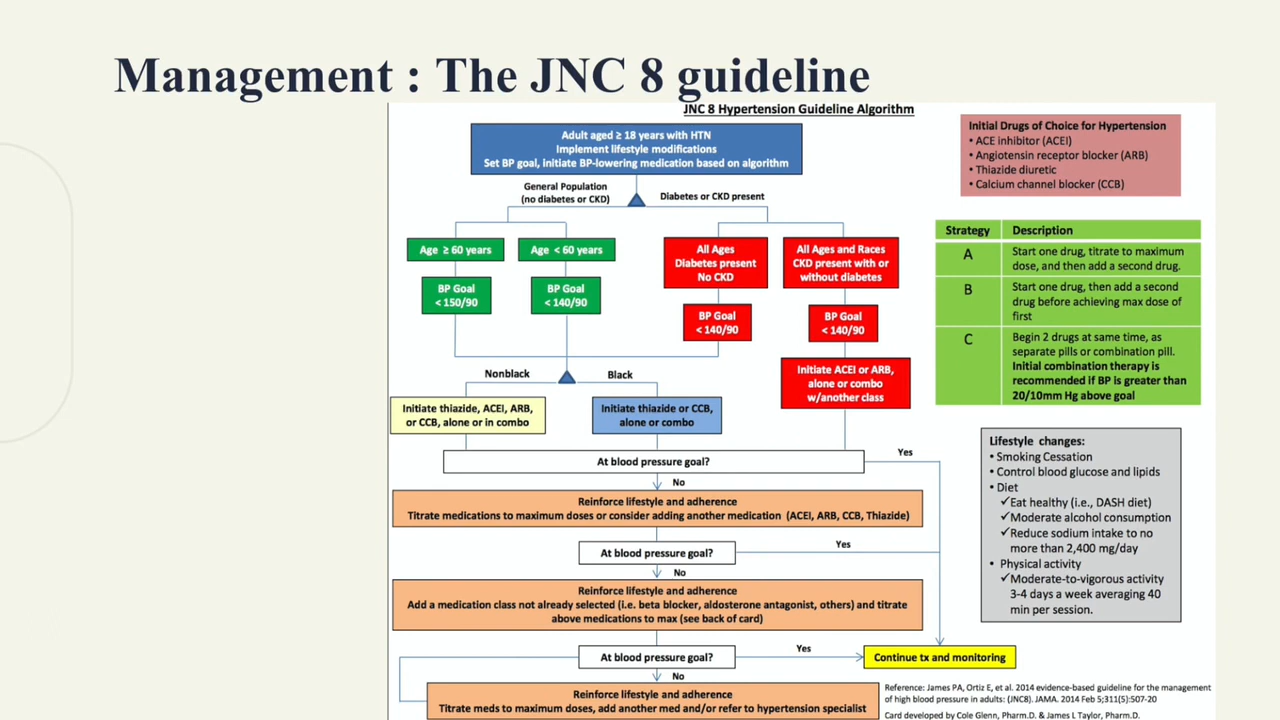 Management : The JNC 8 guideline
JNC 8 Hypertension Guideline Algorithm
Adult aged ≥ 18 years with HTN
Implement lifestyle modifications
Set BP goal, initiate BP-lowering medication based on algorithm
General Population
(no diabetes or CKD)
Diabetes or CKD present
Age ≥ 60 years
Age < 60 years
All Ages
Diabetes present
No CKD
All Ages and Races
CKD present with or
without diabetes
BP Goal
< 150/90
BP Goal
< 140/90
BP Goal
< 140/90
BP Goal
< 140/90
Initiate ACEI or ARB,
alone or combo
w/another class
Nonblack
Black
Initiate thiazide, ACEI, ARB,
or CCB, alone or in combo
Initiate thiazide or CCB,
alone or combo
At blood pressure goal?
Yes
No
Reinforce lifestyle and adherence
Titrate medications to maximum doses or consider adding another medication (ACEI, ARB, CCB, Thiazide)
At blood pressure goal?
Yes
No
Reinforce lifestyle and adherence
Add a medication class not already selected (i.e. beta blocker, aldosterone antagonist, others) and titrate
above medications to max (see back of card)
At blood pressure goal?
Yes
Continue tx and monitoring
No
Reinforce lifestyle and adherence
Titrate meds to maximum doses, add another med and/or refer to hypertension specialist
Initial Drugs of Choice for Hypertension
• ACE inhibitor (ACEI)
• Angiotensin receptor blocker (ARB)
• Thiazide diuretic
• Calcium channel blocker (CCB)
Strategy Description
A Start one drug, titrate to maximum
dose, and then add a second drug.
B Start one drug, then add a second
drug before achieving max dose of
first
C Begin 2 drugs at same time, as
separate pills or combination pill.
Initial combination therapy is
recommended if BP is greater than
20/10mm Hg above goal
Lifestyle changes:
• Smoking Cessation
• Control blood glucose and lipids
• Diet
✓Eat healthy (i.e., DASH diet)
✓Moderate alcohol consumption
✓Reduce sodium intake to no
more than 2,400 mg/day
• Physical activity
✓Moderate-to-vigorous activity
3-4 days a week averaging 40
min per session.
Reference: James PA, Ortiz E, et al. 2014 evidence-based guideline for the management
of high blood pressure in adults: (JNC8). JAMA. 2014 Feb 5;311(5):507-20
Card developed by Cole Glenn, Pharm.D. & James L Taylor, Pharm.D.